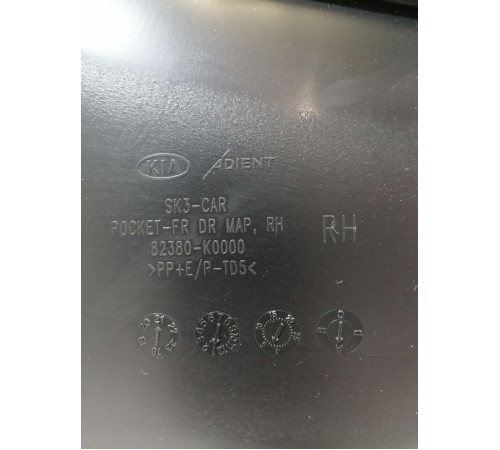 KIA ADIENT
SK3-CAR
POCKET-FR DR MAP, RH
82380-K0000
>PP+E/P-TD5<
RH